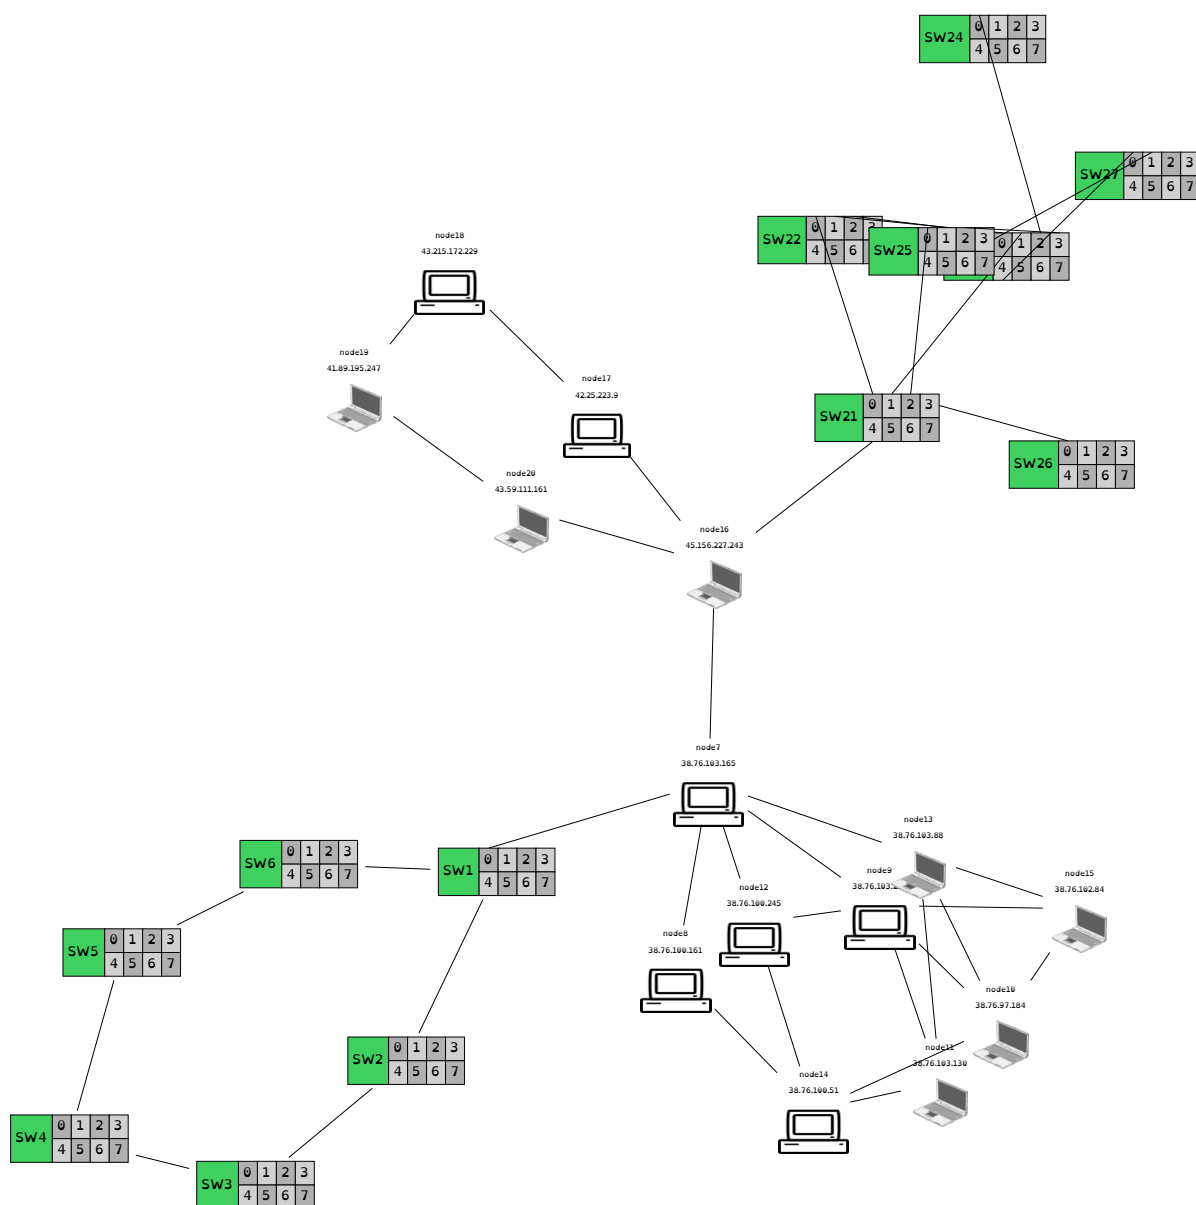 SW24 0 1 2 3
4 5 6 7
SW27 0 1 2 3
4 5 6 7
SW22 0 1 2
4 5 6
SW25 0 1 2 3
4 5 6 7
0 1 2 3
4 5 6 7
node18
43.215.172.229
node19
41.89.195.247
node17
42.25.223.9
SW21 0 1 2 3
4 5 6 7
SW26 0 1 2 3
4 5 6 7
node20
43.59.111.161
node16
45.156.227.243
node7
38.76.103.165
node13
38.76.103.88
SW6 0 1 2 3
4 5 6 7
SW1 0 1 2 3
4 5 6 7
node9
node15
38.76.102.84
node12
38.76.100.245
node8
38.76.100.161
SW5 0 1 2 3
4 5 6 7
node10
38.76.97.184
SW2 0 1 2 3
4 5 6 7
node11
38.76.103.130
node14
38.76.100.51
SW4 0 1 2 3
4 5 6 7
SW3 0 1 2 3
4 5 6 7